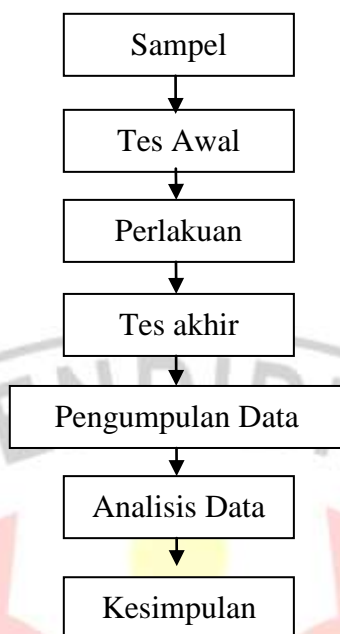 Sampel
Tes Awal
Perlakuan
Tes akhir
Pengumpulan Data
Analisis Data
Kesimpulan